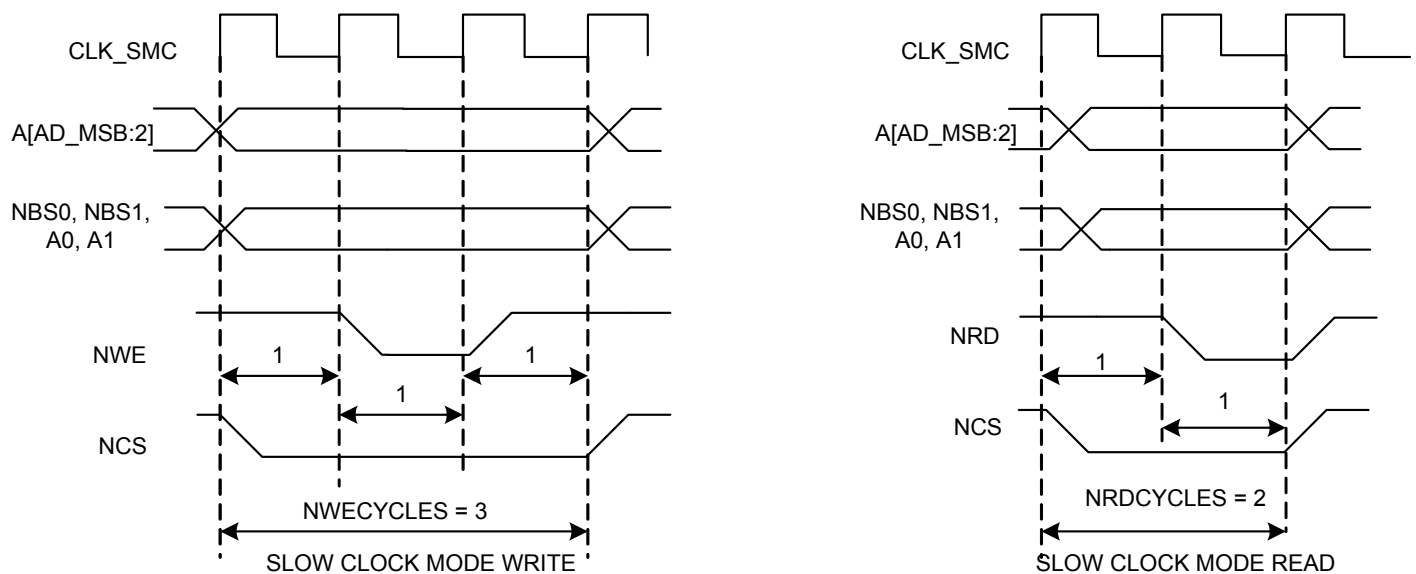 CLK_SMC
A[AD_MSB:2]
NBS0, NBS1,
A0, A1
NWE
1
1
1
NCS
NWECYCLES = 3
SLOW CLOCK MODE WRITE
CLK_SMC
A[AD_MSB:2]
NBS0, NBS1,
A0, A1
NRD
1
1
NCS
NRDCYCLES = 2
SLOW CLOCK MODE READ